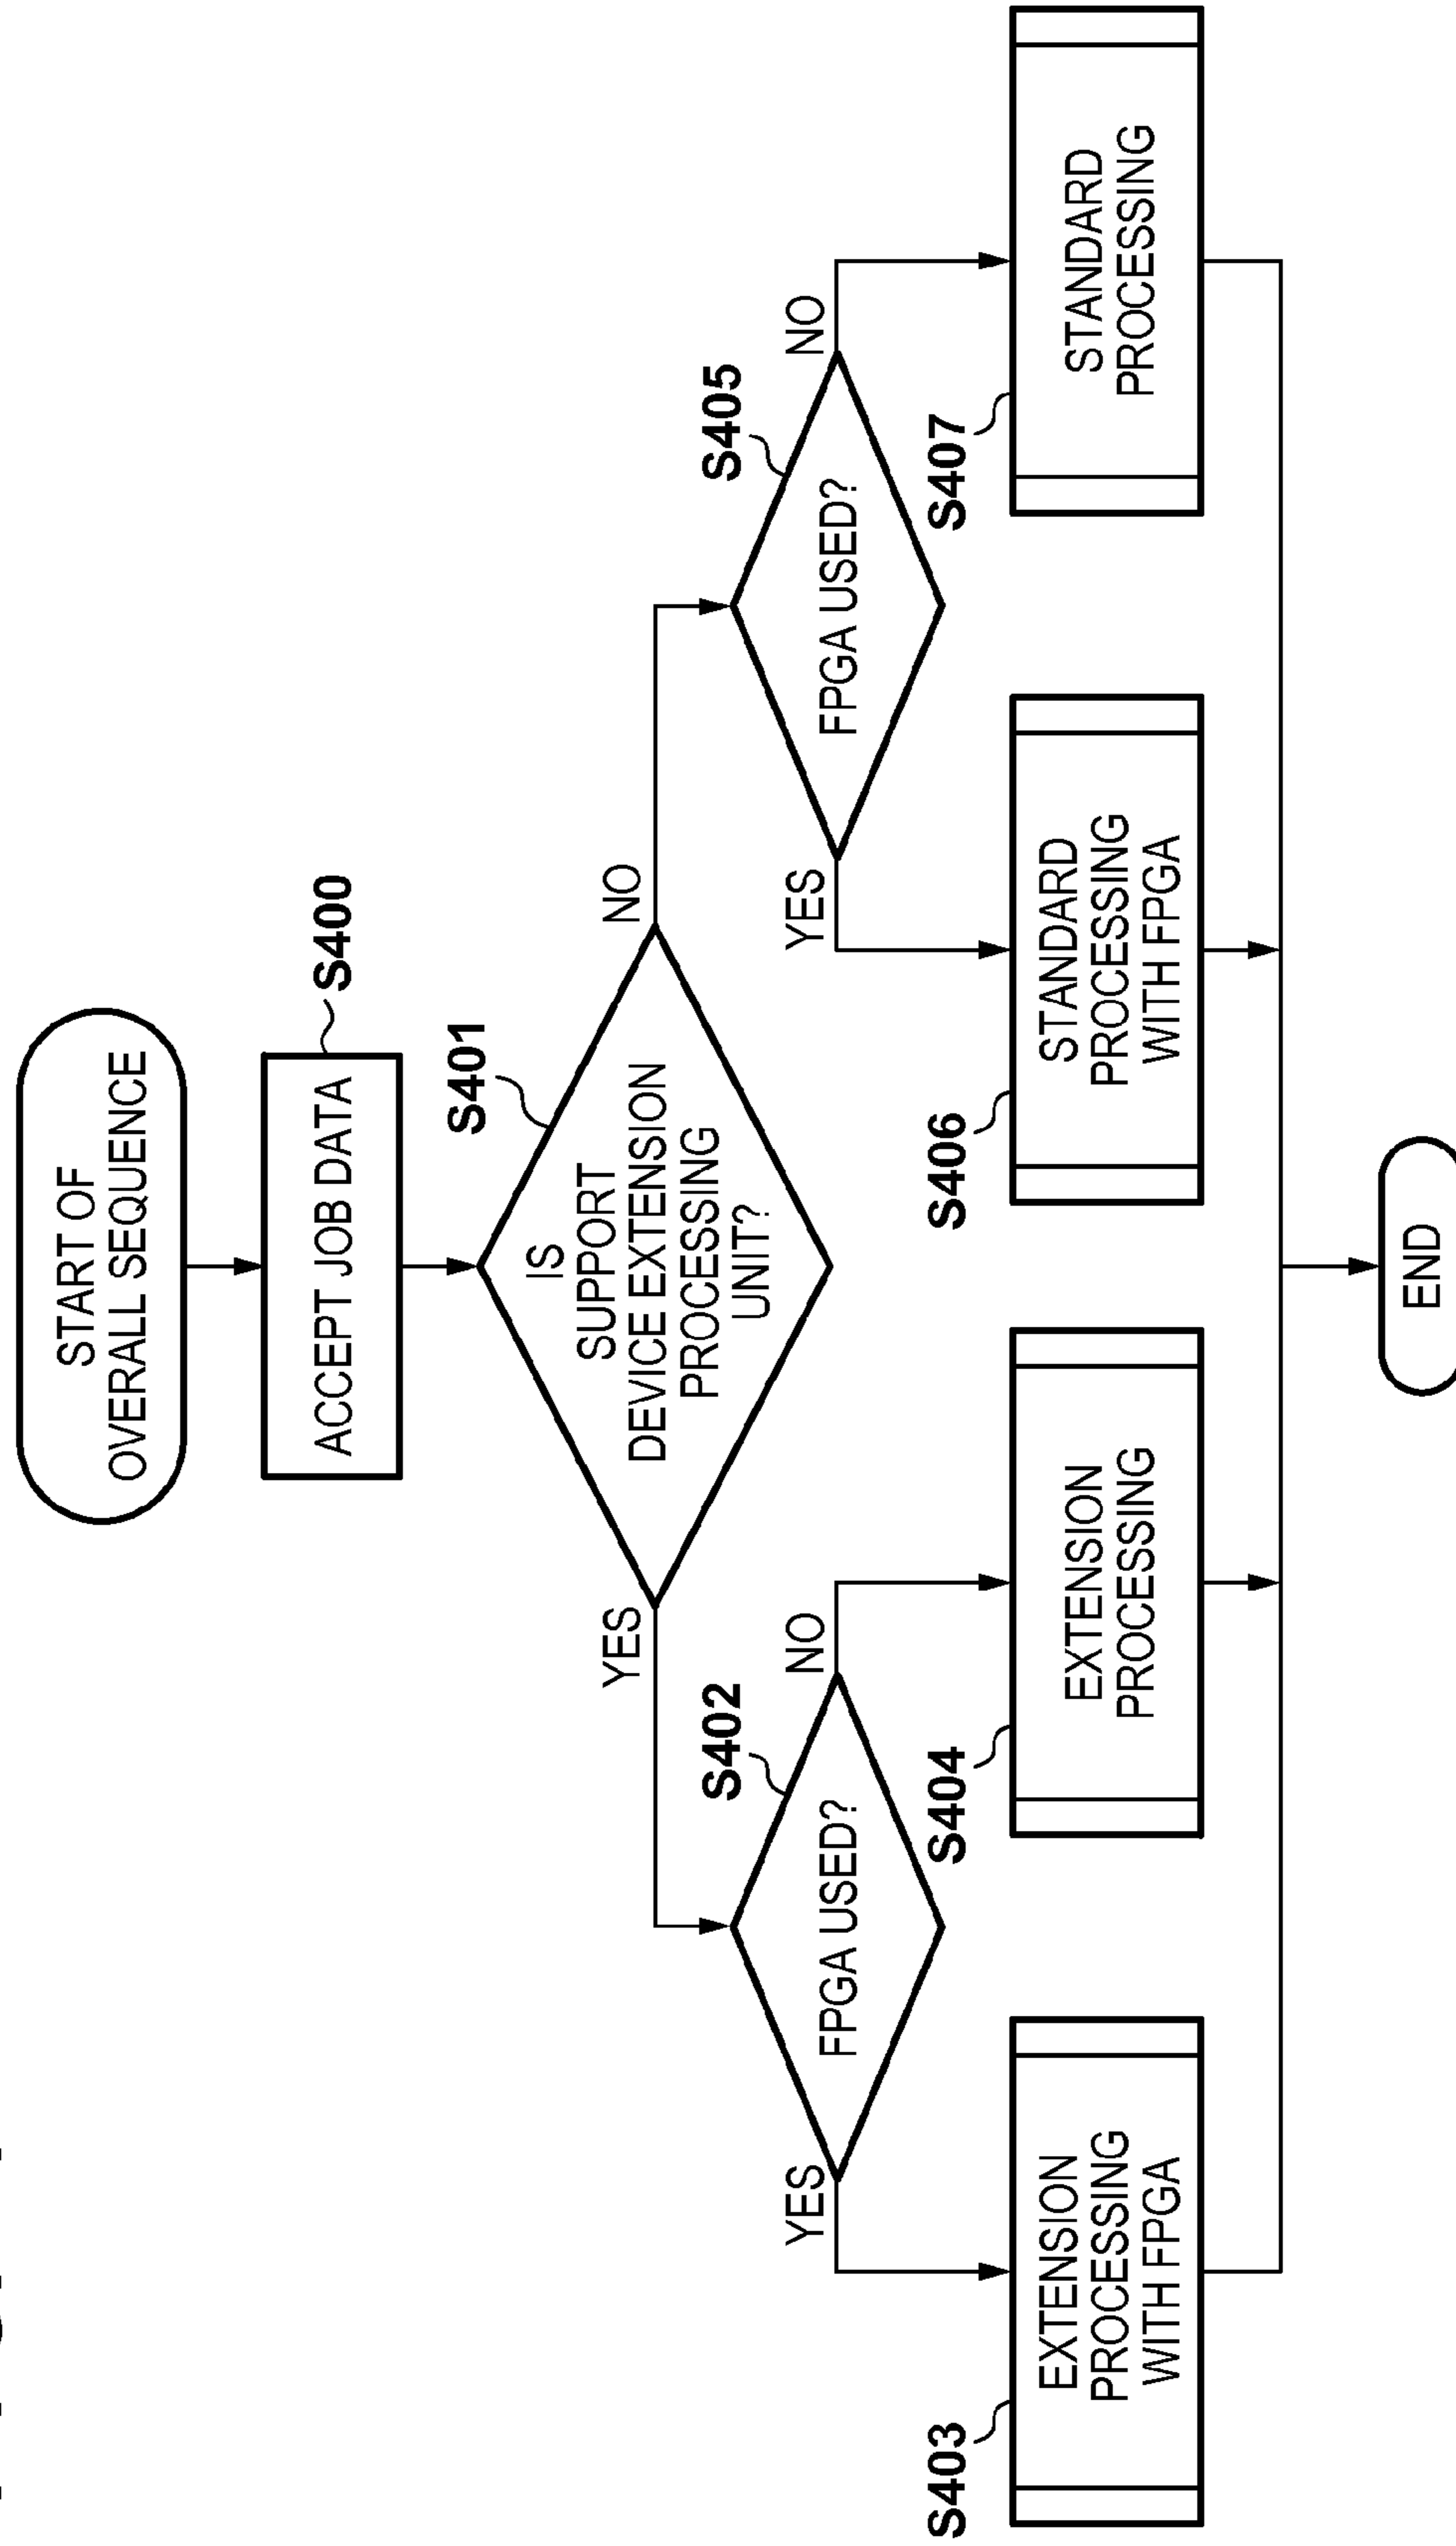 START OF
OVERALL SEQUENCE
ACCEPT JOB DATA
S400
S401
IS
SUPPORT
DEVICE EXTENSION
PROCESSING
UNIT?
YES
NO
S402
FPGA USED?
YES
NO
S405
FPGA USED?
YES
NO
S403
EXTENSION
PROCESSING
WITH FPGA
S404
EXTENSION
PROCESSING
S406
STANDARD
PROCESSING
WITH FPGA
S407
STANDARD
PROCESSING
END